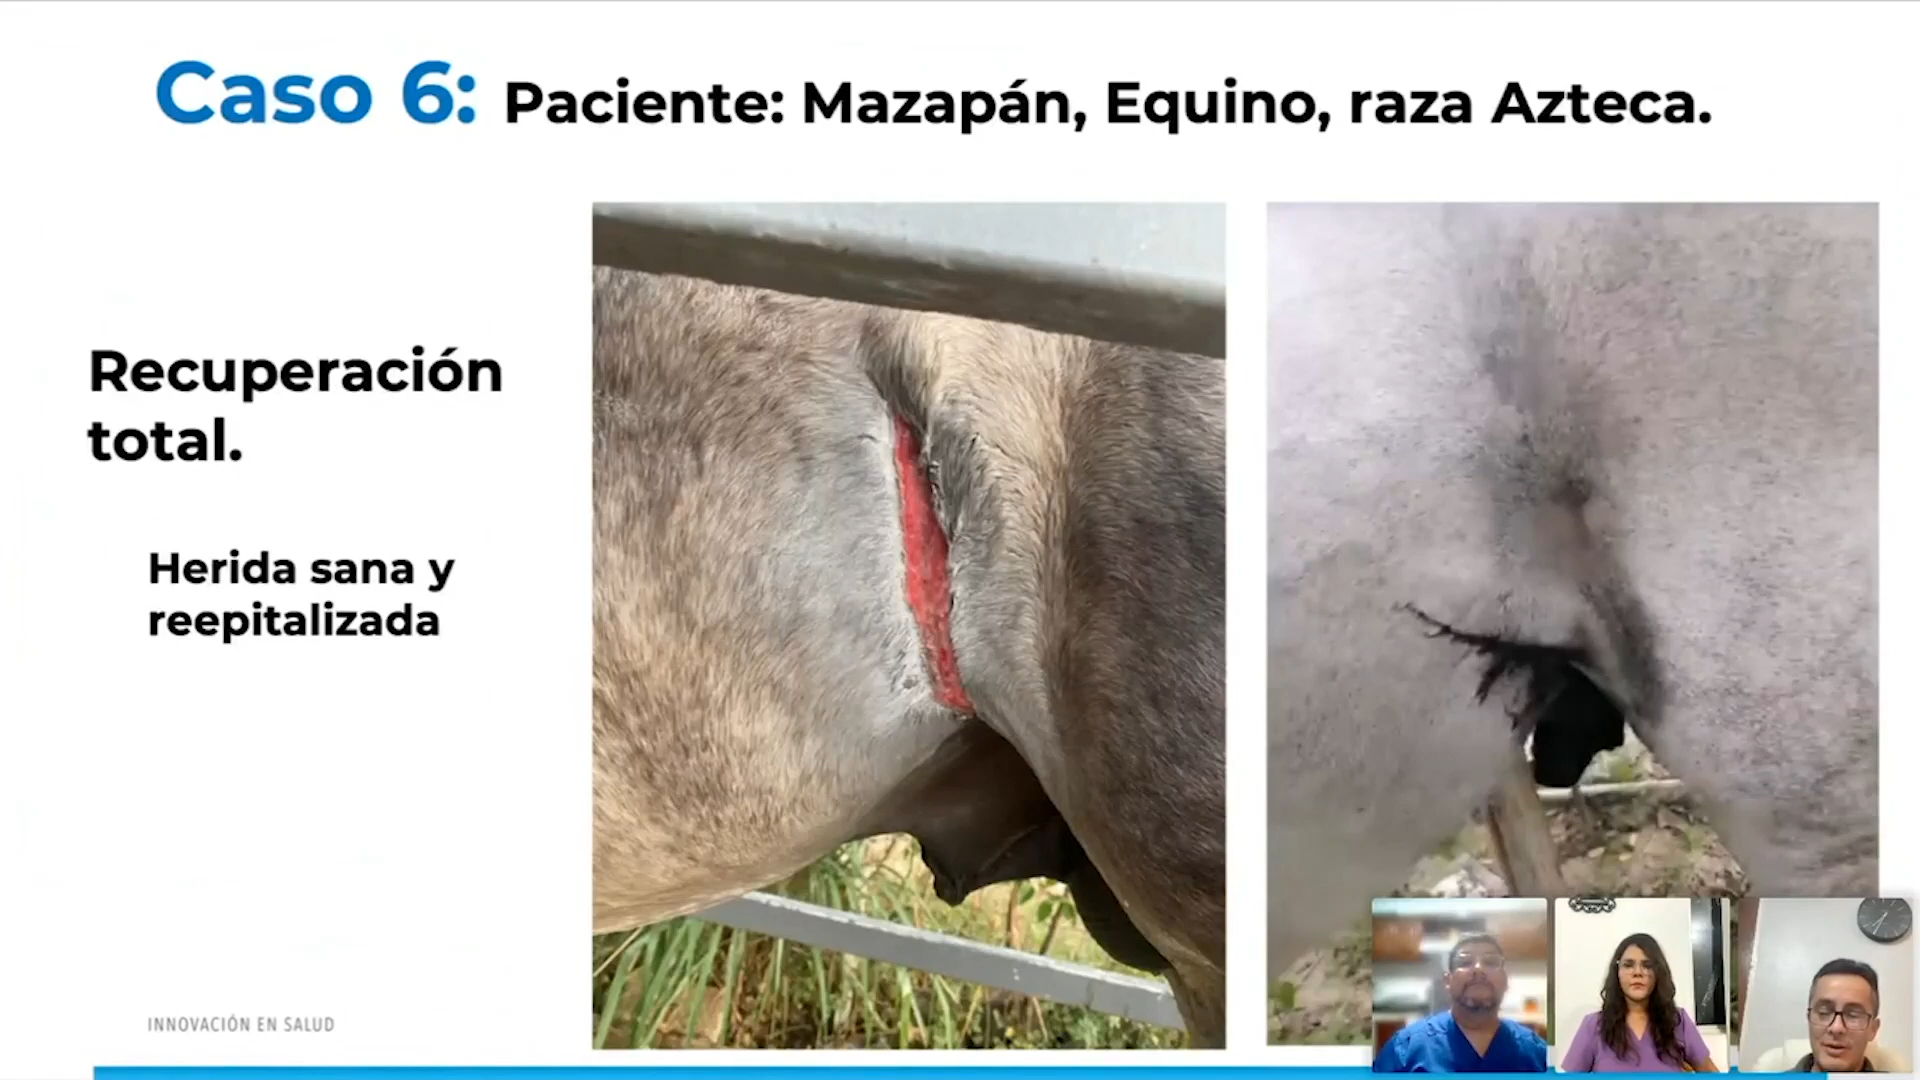 Caso 6: Paciente: Mazapán, Equino, raza Azteca.
Recuperación
total.
Herida sana y
reepitalizada
INNOVACIÓN EN SALUD